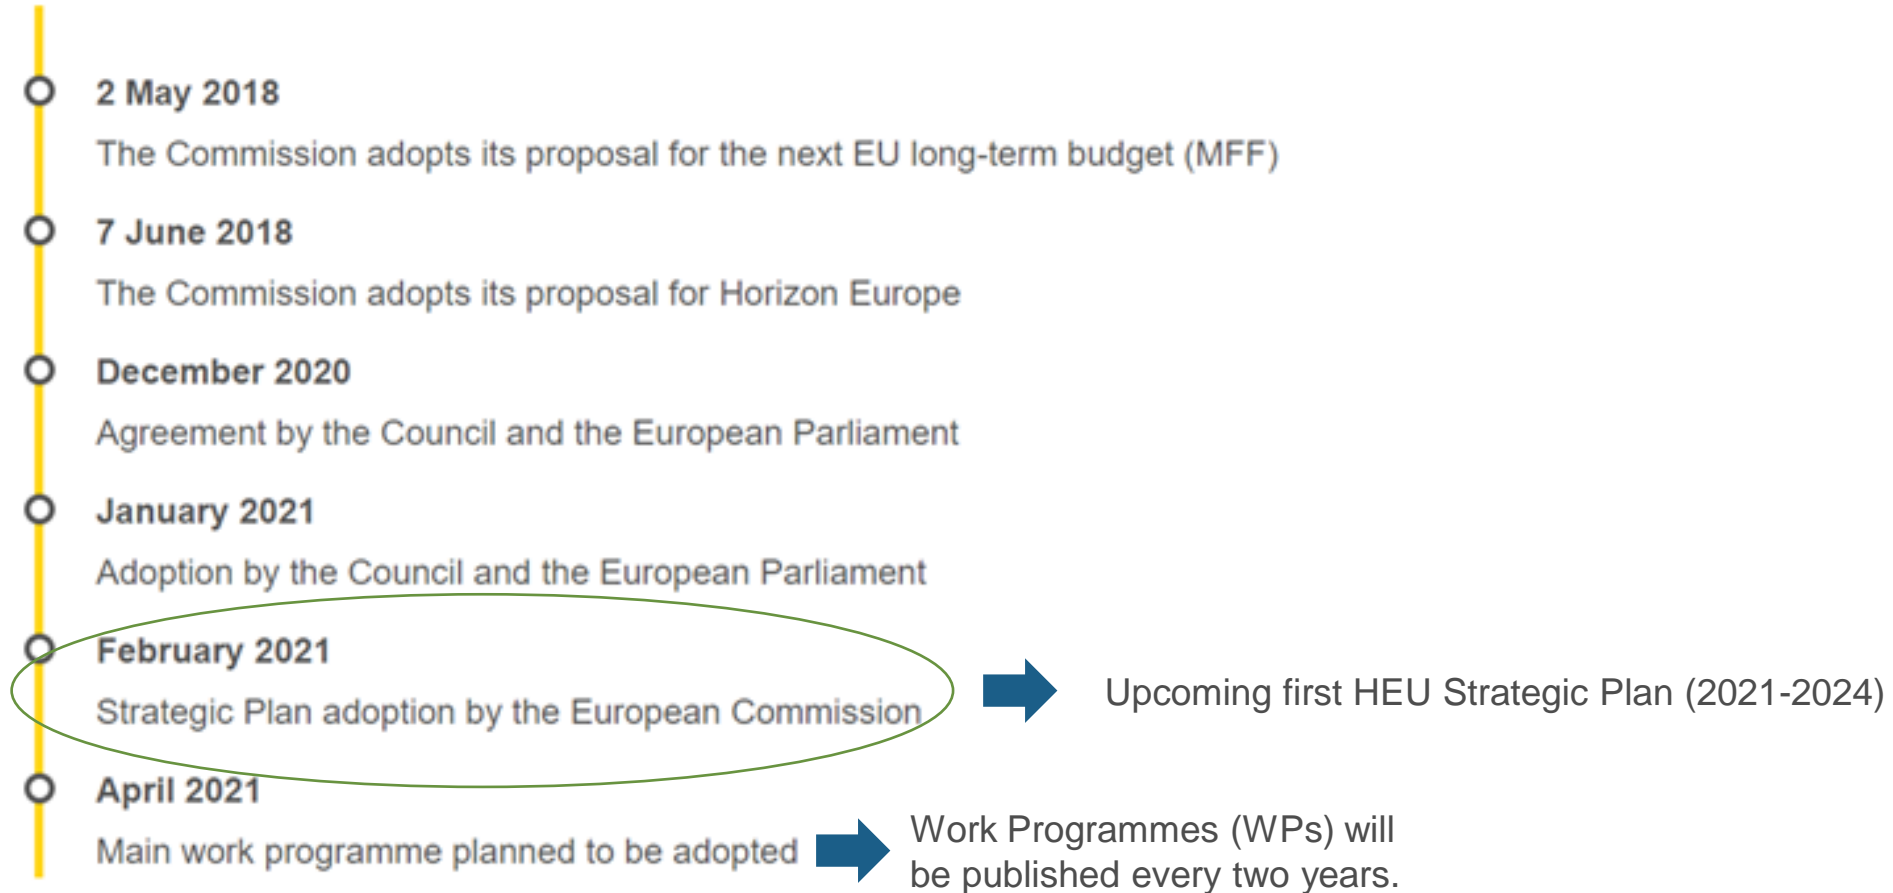 2 May 2018
The Commission adopts its proposal for the next EU long-term budget (MFF)
7 June 2018
The Commission adopts its proposal for Horizon Europe
December 2020
Agreement by the Council and the European Parliament
January 2021
Adoption by the Council and the European Parliament
February 2021
Strategic Plan adoption by the European Commission
Upcoming first HEU Strategic Plan (2021-2024)
April 2021
Main work programme planned to be adopted
Work Programmes (WPs) will
be published every two years.